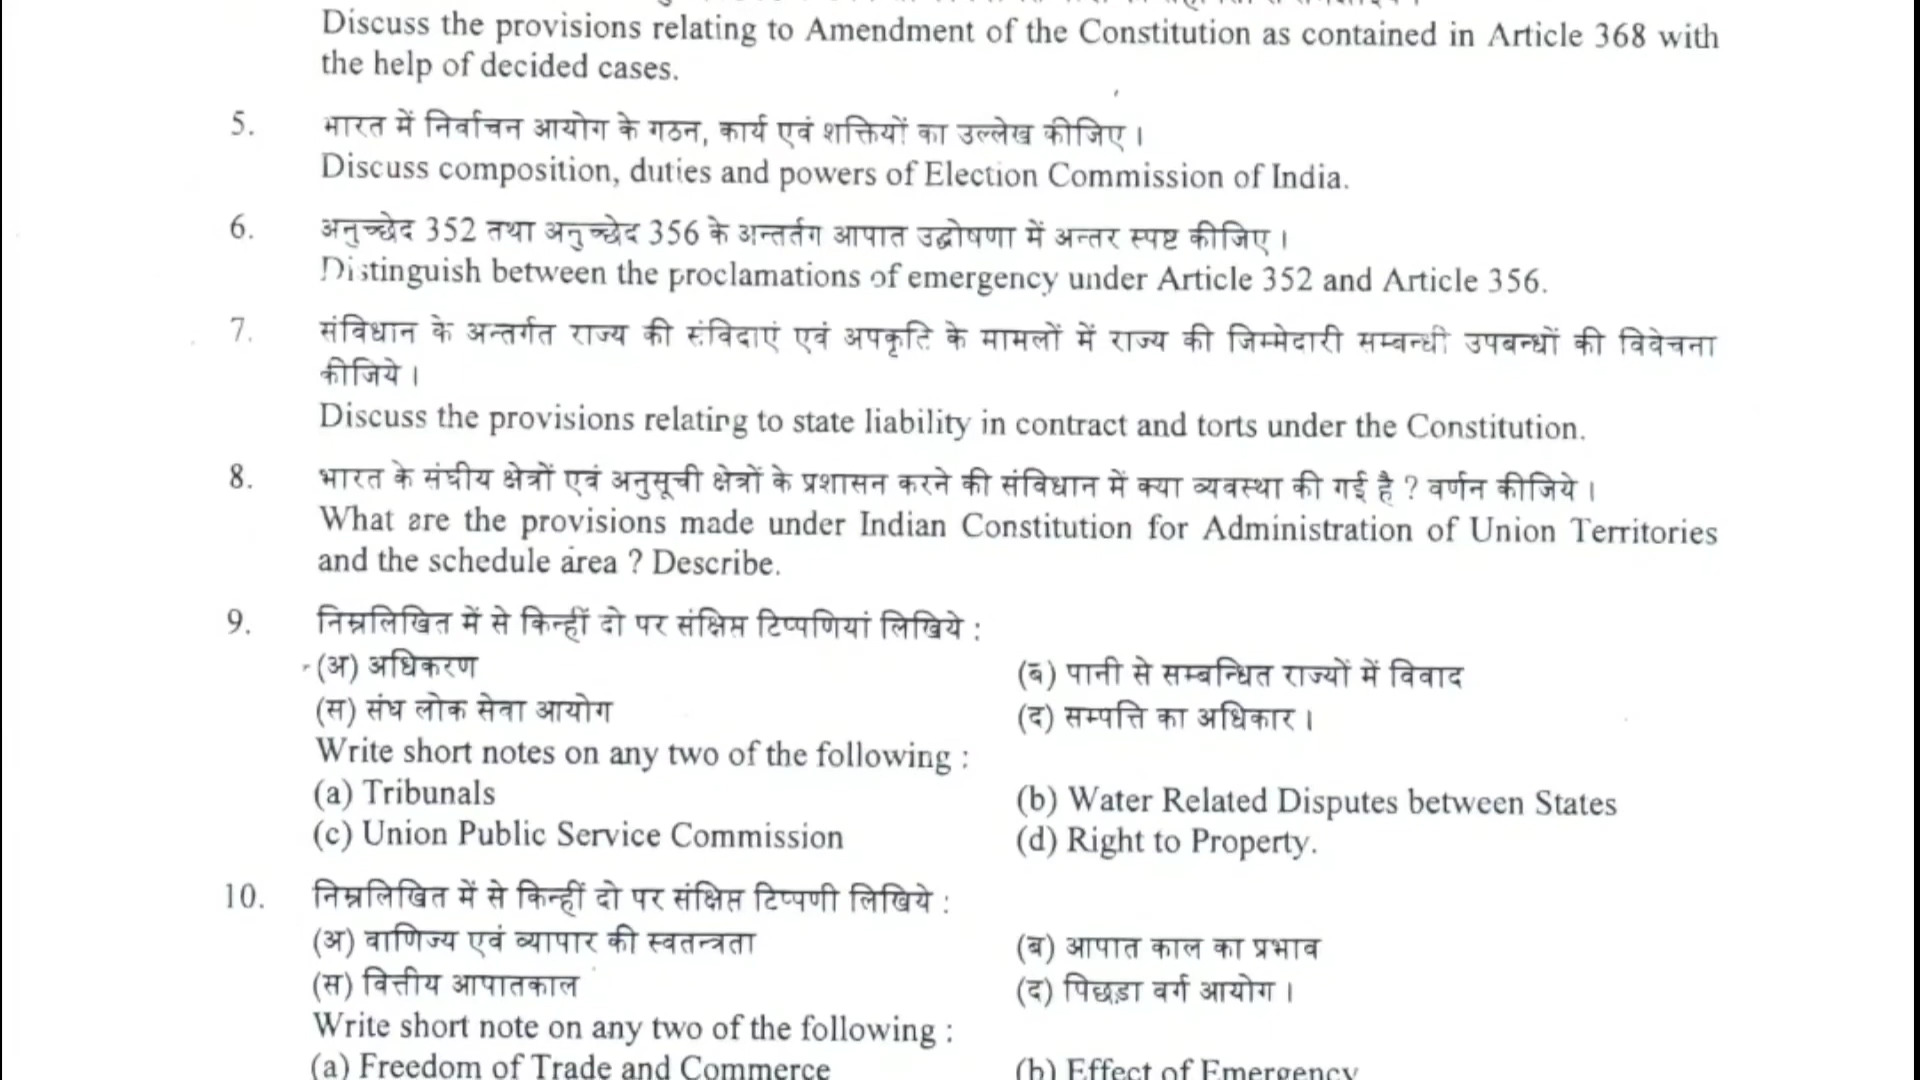 Discuss the provisions relating to Amendment of the Constitution as contained in Article 368 with
the help of decided cases.
5. भारत में निर्वाचन आयोग के गठन, कार्य एवं शक्तियों का उल्लेख कीजिए।
Discuss composition, duties and powers of Election Commission of India.
6. अनुच्छेद 352 तथा अनुच्छेद 356 के अन्तर्तग आपात उद्घोषणा में अन्तर स्पष्ट कीजिए।
Distinguish between the proclamations of emergency under Article 352 and Article 356.
7. संविधान के अन्तर्गत राज्य की संविदाएं एवं अपकृति के मामलों में राज्य की जिम्मेदारी सम्बन्धी उपबन्धों की विवेचना
कीजिये।
Discuss the provisions relating to state liability in contract and torts under the Constitution.
8. भारत के संघीय क्षेत्रों एवं अनुसूची क्षेत्रों के प्रशासन करने की संविधान में क्या व्यवस्था की गई है ? वर्णन कीजिये।
What are the provisions made under Indian Constitution for Administration of Union Territories
and the schedule area ? Describe.
9. निम्नलिखित में से किन्हीं दो पर संक्षिप्त टिप्पणियां लिखिये :
(अ) अधिकरण (ब) पानी से सम्बन्धित राज्यों में विवाद
(स) संघ लोक सेवा आयोग (द) सम्पत्ति का अधिकार।
Write short notes on any two of the following :
(a) Tribunals (b) Water Related Disputes between States
(c) Union Public Service Commission (d) Right to Property.
10. निम्नलिखित में से किन्हीं दो पर संक्षिप्त टिप्पणी लिखिये :
(अ) वाणिज्य एवं व्यापार की स्वतन्त्रता (ब) आपात काल का प्रभाव
(स) वित्तीय आपातकाल (द) पिछड़ा वर्ग आयोग।
Write short note on any two of the following :
(a) Freedom of Trade and Commerce (b) Effect of Emergency